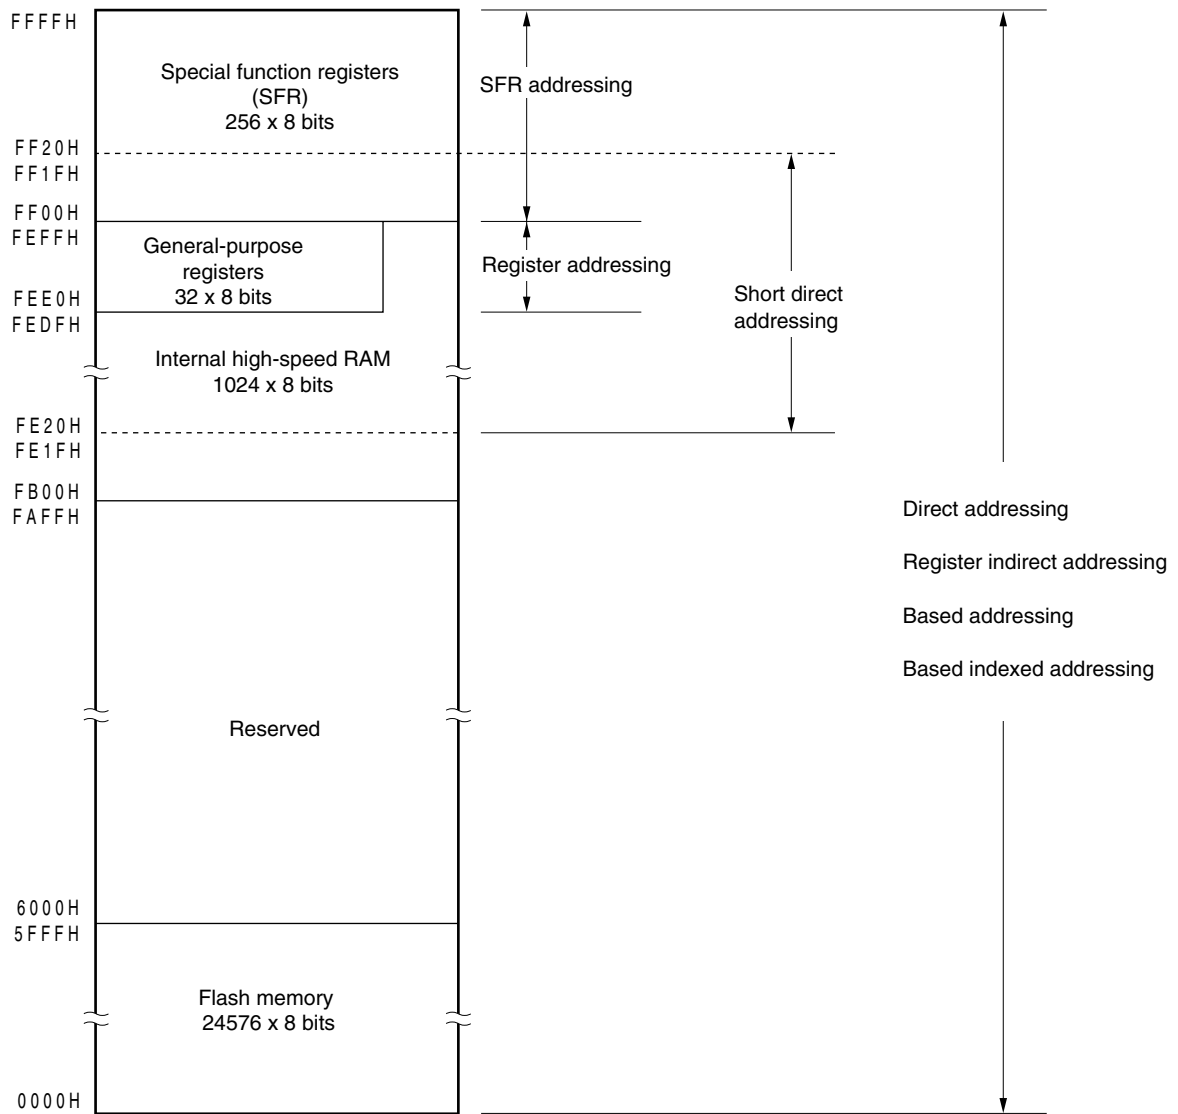 FFFFH
Special function registers
(SFR)
256 x 8 bits
SFR addressing
FF20H
FF1FH
FF00H
FEFFH
General-purpose
registers
32 x 8 bits
Register addressing
FEE0H
FEDFH
Short direct
addressing
Internal high-speed RAM
1024 x 8 bits
FE20H
FE1FH
FB00H
FAFFH
Direct addressing
Register indirect addressing
Based addressing
Based indexed addressing
Reserved
6000H
5FFFH
Flash memory
24576 x 8 bits
0000H